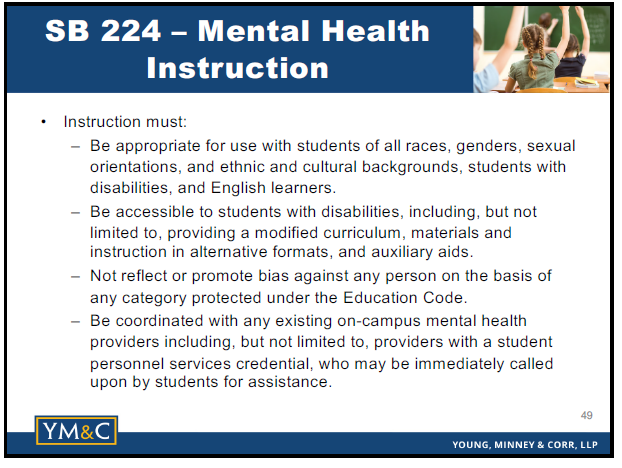 SB 224 – Mental Health
Instruction
• Instruction must:
– Be appropriate for use with students of all races, genders, sexual
orientations, and ethnic and cultural backgrounds, students with
disabilities, and English learners.
– Be accessible to students with disabilities, including, but not
limited to, providing a modified curriculum, materials and
instruction in alternative formats, and auxiliary aids.
– Not reflect or promote bias against any person on the basis of
any category protected under the Education Code.
– Be coordinated with any existing on-campus mental health
providers including, but not limited to, providers with a student
personnel services credential, who may be immediately called
upon by students for assistance.
49
YM&C
YOUNG, MINNEY & CORR, LLP